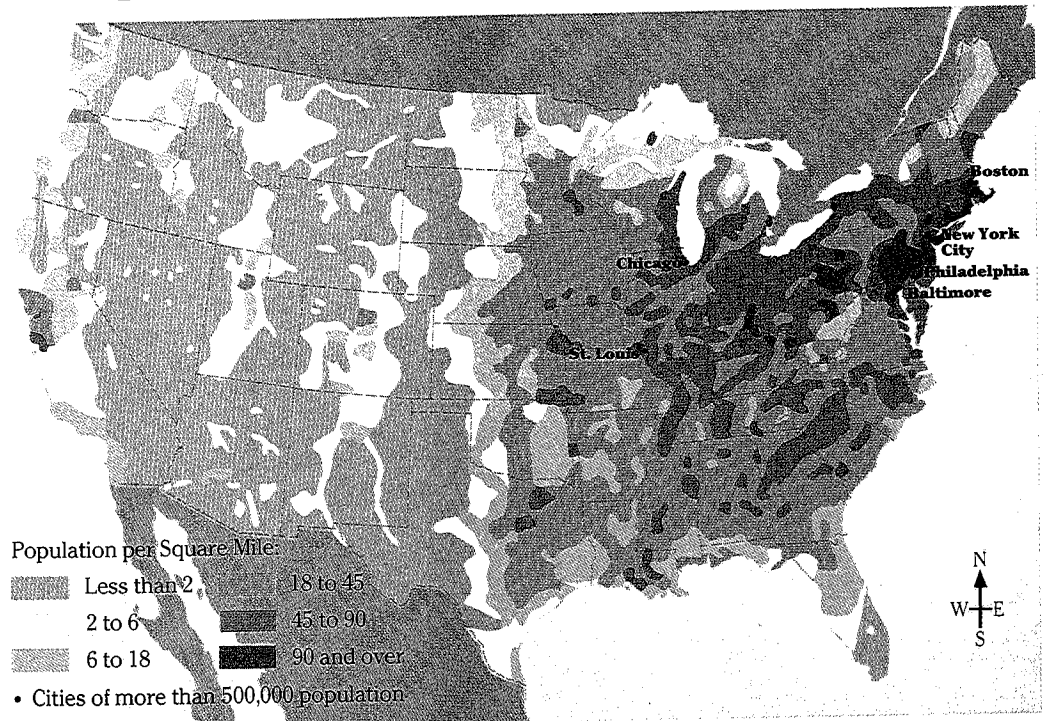 Boston
New York
City
Chicago
Philadelphia
Baltimore
St. Louis
Population per Square Mile:
Less than 2
18 to 45
2 to 6
45 to 90
6 to 18
90 and over
• Cities of more than 500,000 population
N
W E
S